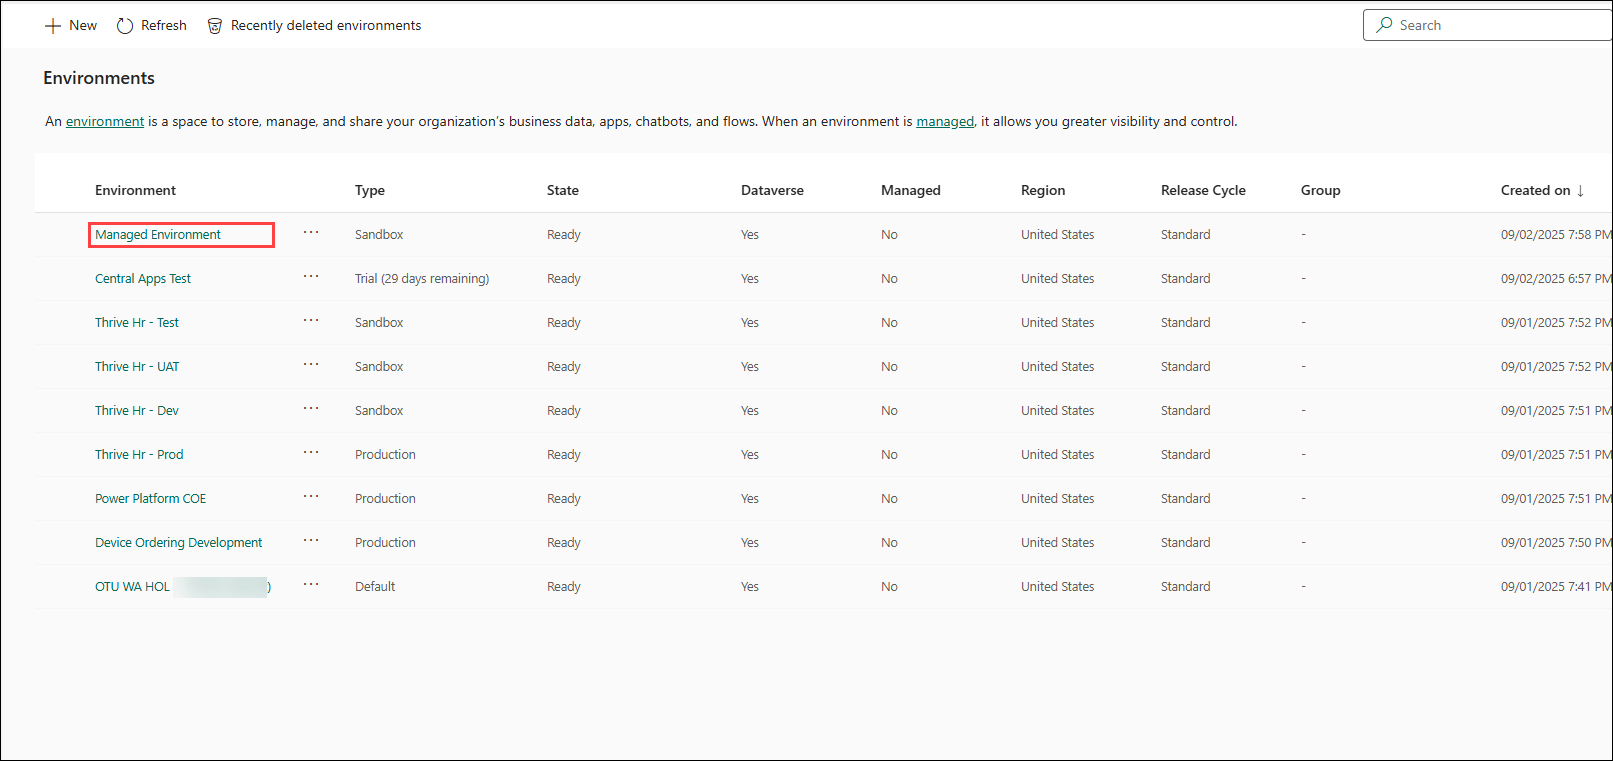 New Refresh Recently deleted environments Search
Environments
An environment is a space to store, manage, and share your organization's business data, apps, chatbots, and flows. When an environment is managed, it allows you greater visibility and control.
Environment Type State Dataverse Managed Region Release Cycle Group Created on ↓
Managed Environment ··· Sandbox Ready Yes No United States Standard - 09/02/2025 7:58 PM
Central Apps Test ··· Trial (29 days remaining) Ready Yes No United States Standard - 09/02/2025 6:57 PM
Thrive Hr - Test ··· Sandbox Ready Yes No United States Standard - 09/01/2025 7:52 PM
Thrive Hr - UAT ··· Sandbox Ready Yes No United States Standard - 09/01/2025 7:52 PM
Thrive Hr - Dev ··· Sandbox Ready Yes No United States Standard - 09/01/2025 7:51 PM
Thrive Hr - Prod ··· Production Ready Yes No United States Standard - 09/01/2025 7:51 PM
Power Platform COE ··· Production Ready Yes No United States Standard - 09/01/2025 7:51 PM
Device Ordering Development ··· Production Ready Yes No United States Standard - 09/01/2025 7:50 PM
OTU WA HOL ) ··· Default Ready Yes No United States Standard - 09/01/2025 7:41 PM